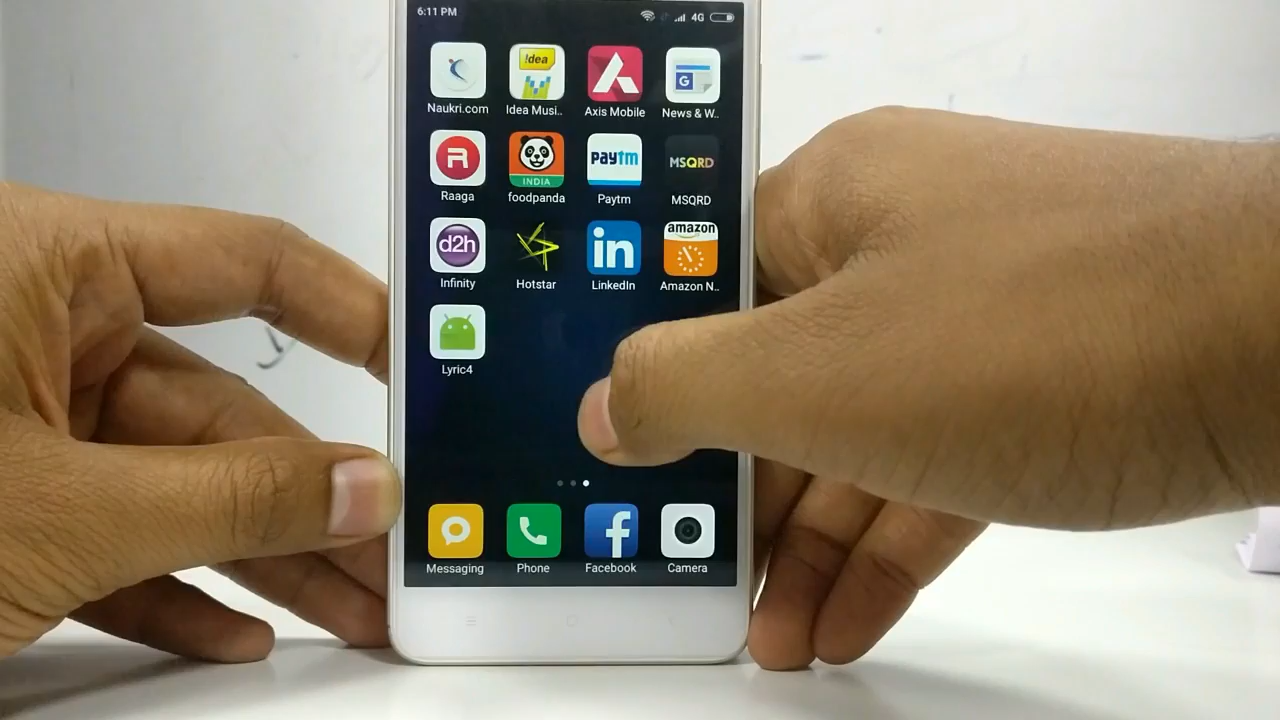 6:11 PM
4G
!dea
G
Naukri.com
Idea Musi..
Axis Mobile
News & W..
R
INDIA
paytm
MSQRD
Raaga
foodpanda
Paytm
MSQRD
d2h
in
amazon
Infinity
Hotstar
LinkedIn
Amazon N..
Lyric4
f
Messaging
Phone
Facebook
Camera